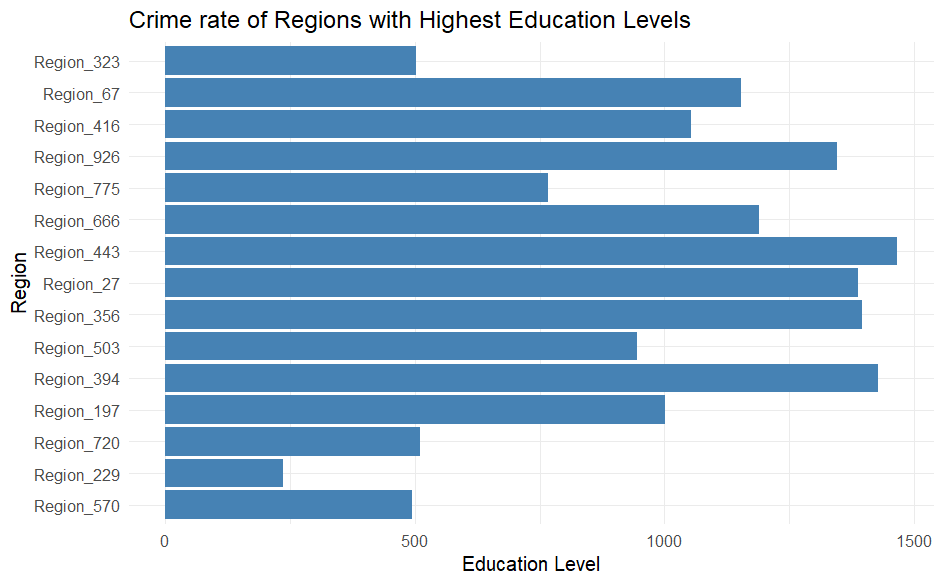 Crime rate of Regions with Highest Education Levels
Region
Region_323
Region_67
Region_416
Region_926
Region_775
Region_666
Region_443
Region_27
Region_356
Region_503
Region_394
Region_197
Region_720
Region_229
Region_570
0 500 1000 1500
Education Level